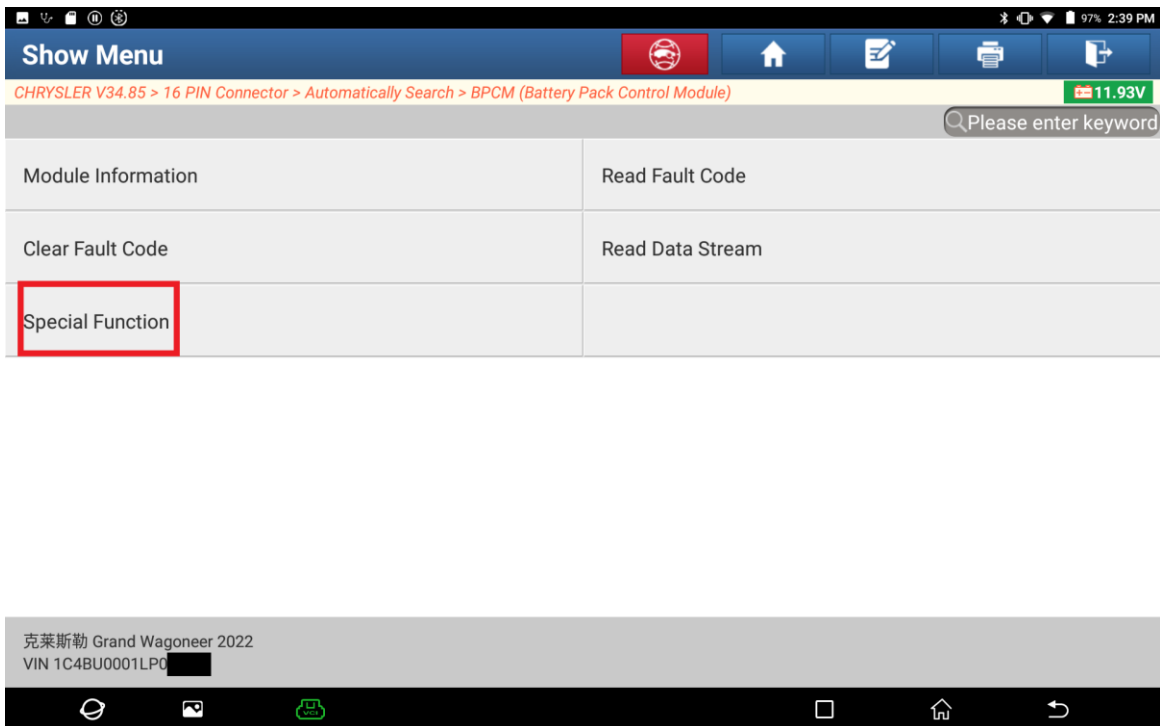 97% 2:39 PM
Show Menu
CHRYSLER V34.85 > 16 PIN Connector > Automatically Search > BPCM (Battery Pack Control Module)
11.93V
Please enter keyword
Module Information
Read Fault Code
Clear Fault Code
Read Data Stream
Special Function
克莱斯勒 Grand Wagoneer 2022
VIN 1C4BU0001LP0
VCI